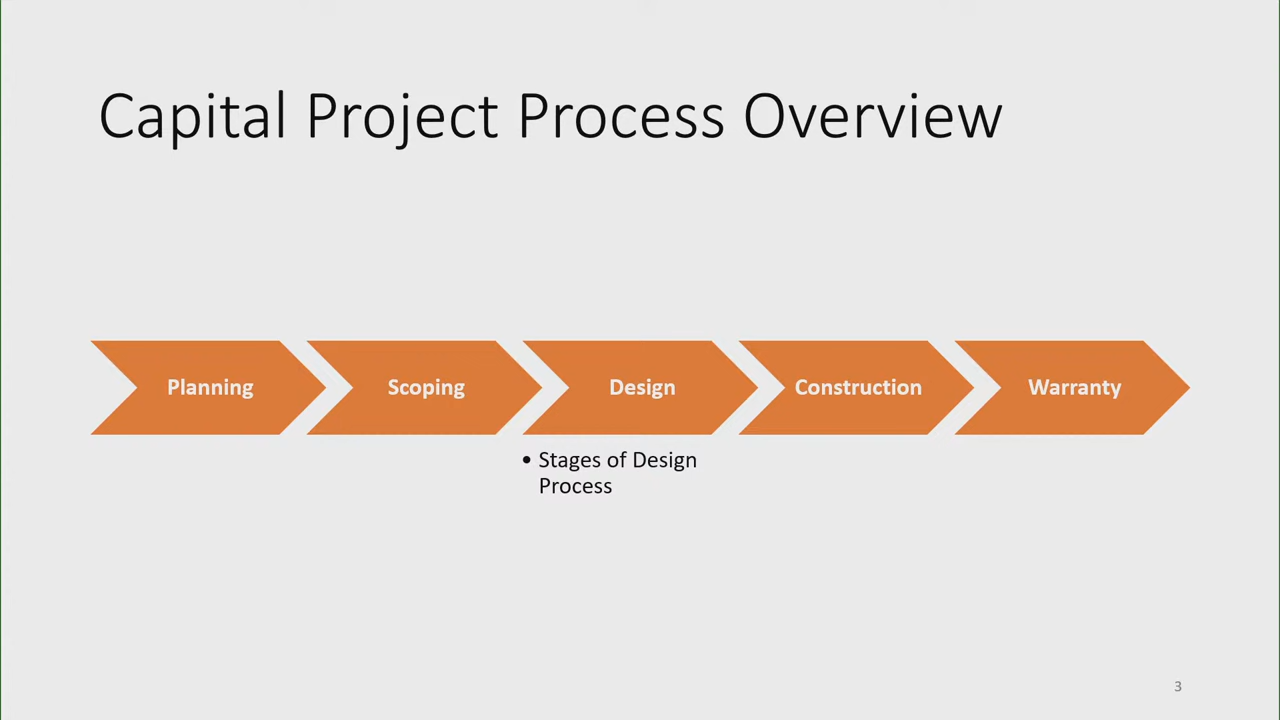 Capital Project Process Overview
Planning
Scoping
Design
Construction
Warranty
• Stages of Design
Process
3